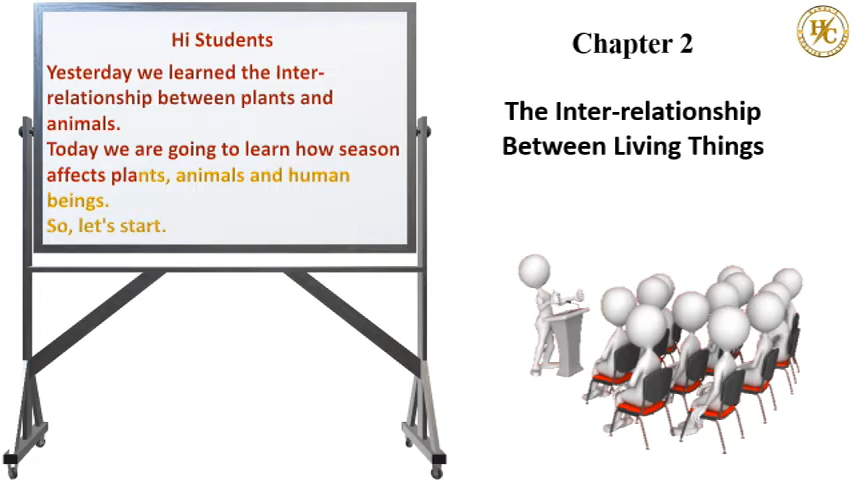 Hi Students
Yesterday we learned the Inter-
relationship between plants and
animals.
Today we are going to learn how season
affects plants, animals and human
beings.
So, let's start.
Chapter 2
The Inter-relationship
Between Living Things
H/C